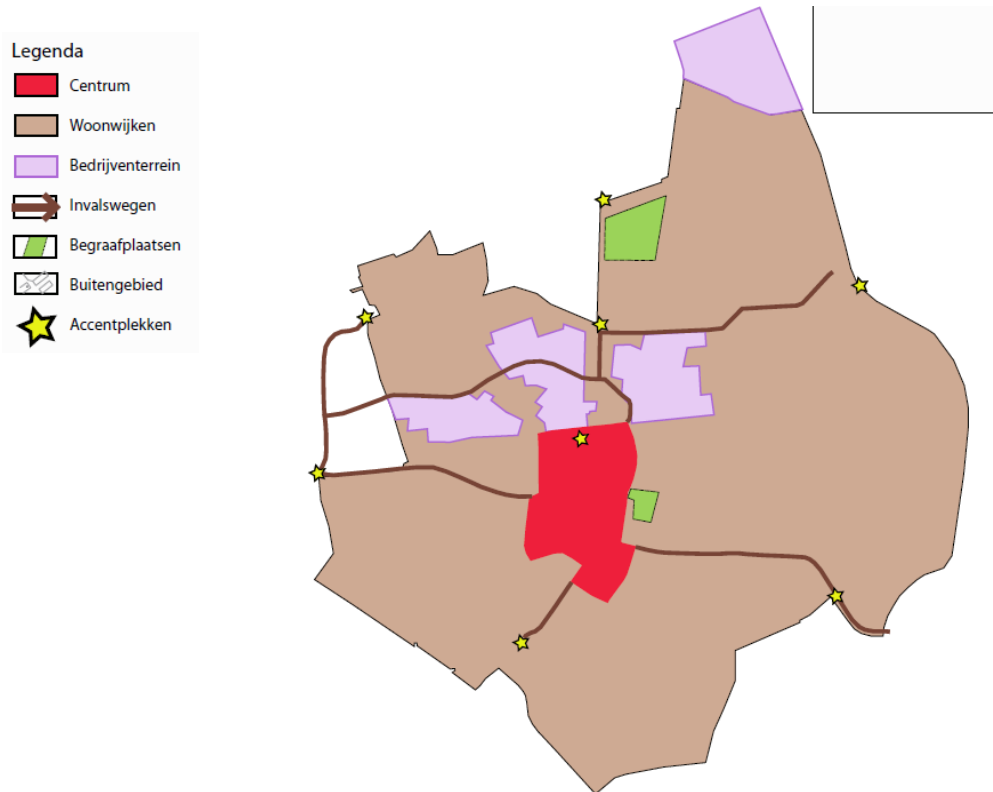 Legenda
Centrum
Woonwijken
Bedrijventerrein
Invalswegen
Begraafplaatsen
Buitengebied
Accentplekken